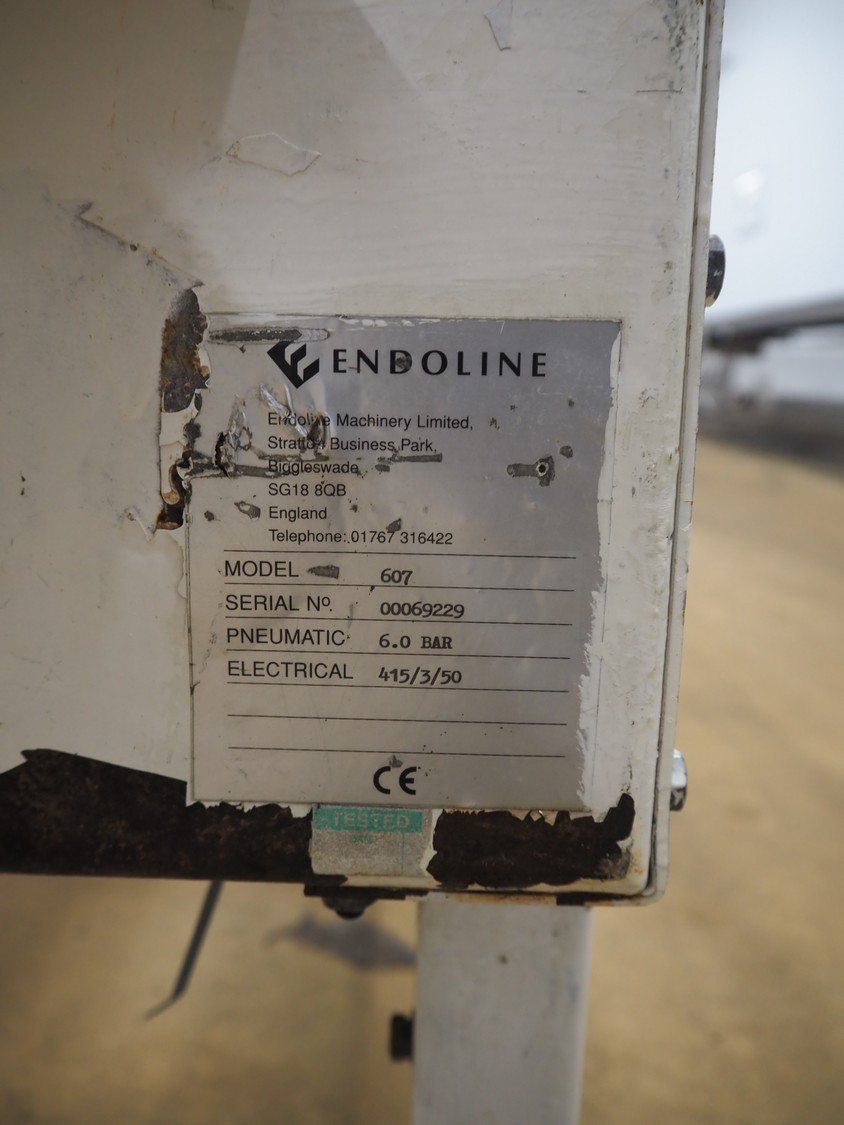 ENDOLINE
Endoline Machinery Limited,
Stratton Business Park,
Biggleswade
SG18 8QB
England
Telephone: 01767 316422
MODEL 607
SERIAL Nº. 00069229
PNEUMATIC 6.0 BAR
ELECTRICAL 415/3/50
CE
TESTED